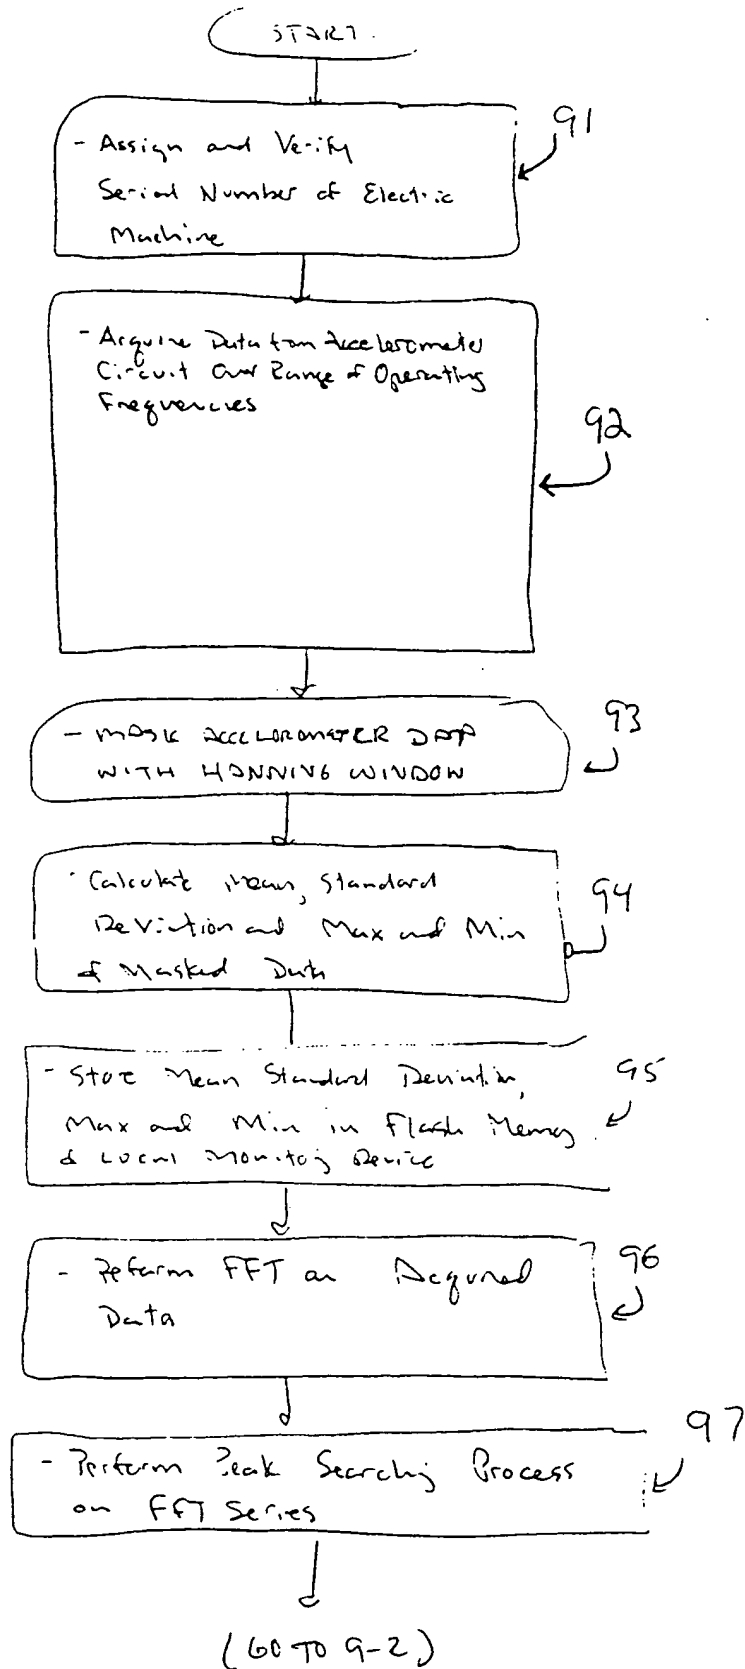 START.
- Assign and Verify
Serial Number of Electric
Machine
91
- Acquire Data from Accelerometer
Circuit Over Range of Operating
Frequencies
92
- MASK ACCELEROMETER DATA
WITH HANNING WINDOW
93
- Calculate Mean, Standard
Deviation and Max and Min
of Masked Data
94
- Store Mean Standard Deviation,
Max and Min in Flash Memory
of Local Monitoring Device
95
- Perform FFT on Acquired
Data
96
- Perform Peak Searching Process
on FFT Series
97
(GO TO 9-2)